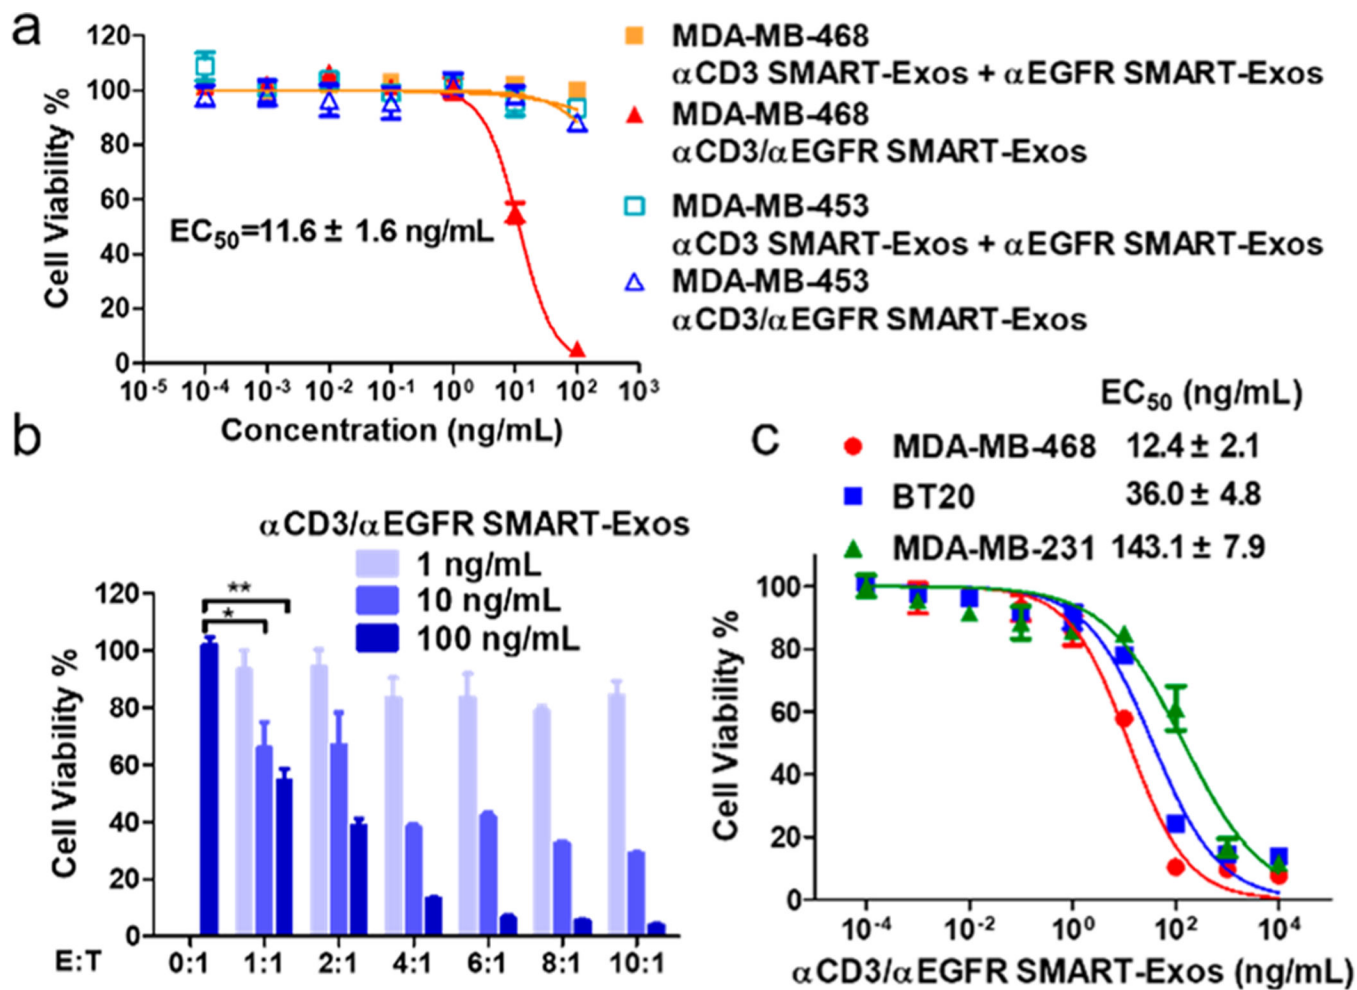 a
120
100
80
60
40
20
0
Cell Viability %
EC50=11.6 ± 1.6 ng/mL
10-5 10-4 10-3 10-2 10-1 100 101 102 103
Concentration (ng/mL)
MDA-MB-468
αCD3 SMART-Exos + αEGFR SMART-Exos
MDA-MB-468
αCD3/αEGFR SMART-Exos
MDA-MB-453
αCD3 SMART-Exos + αEGFR SMART-Exos
MDA-MB-453
αCD3/αEGFR SMART-Exos
b
αCD3/αEGFR SMART-Exos
1 ng/mL
10 ng/mL
100 ng/mL
**
*
120
100
80
60
40
20
0
Cell Viability %
E:T 0:1 1:1 2:1 4:1 6:1 8:1 10:1
c
EC50 (ng/mL)
MDA-MB-468 12.4 ± 2.1
BT20 36.0 ± 4.8
MDA-MB-231 143.1 ± 7.9
100
80
60
40
20
0
Cell Viability %
10-4 10-2 100 102 104
αCD3/αEGFR SMART-Exos (ng/mL)